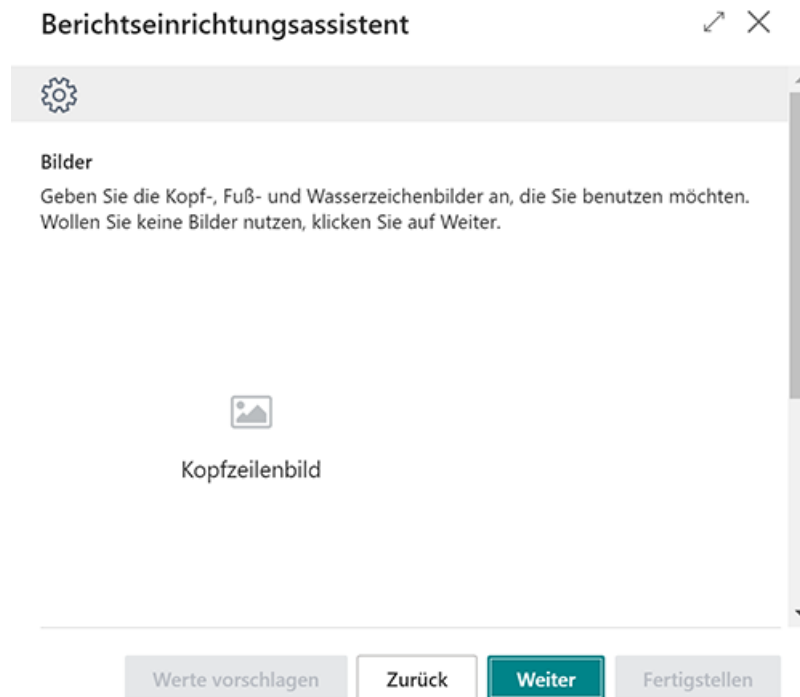 Berichtseinrichtungsassistent
Bilder
Geben Sie die Kopf-, Fuß- und Wasserzeichenbilder an, die Sie benutzen möchten.
Wollen Sie keine Bilder nutzen, klicken Sie auf Weiter.
Kopfzeilenbild
Werte vorschlagen Zurück Weiter Fertigstellen